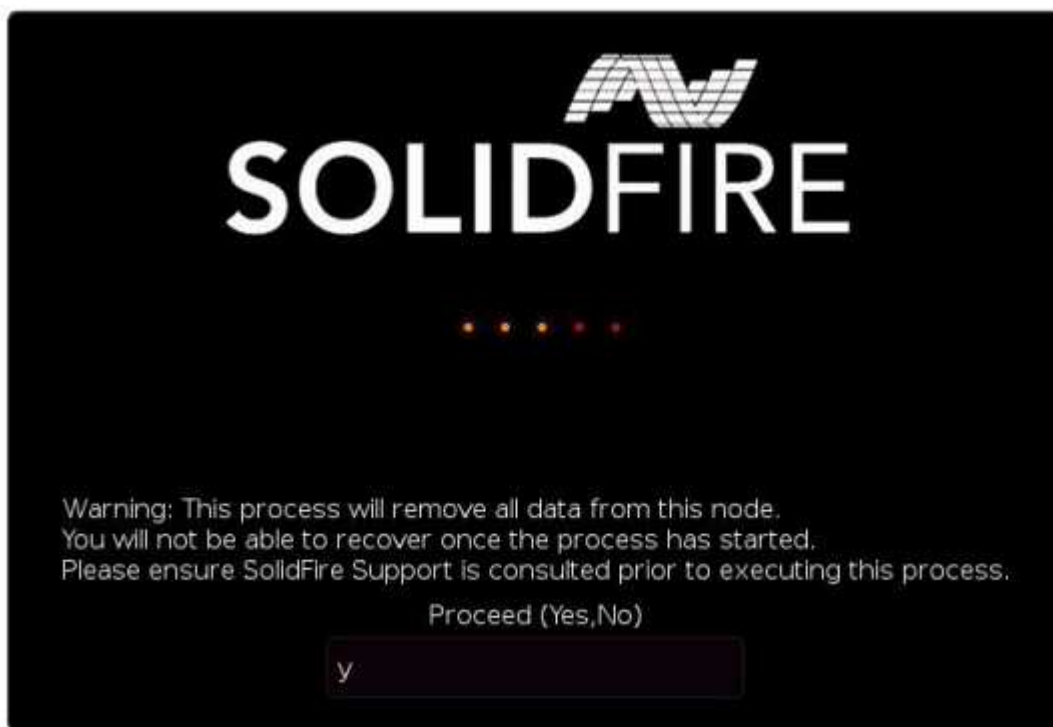 SOLIDFIRE
Warning: This process will remove all data from this node.
You will not be able to recover once the process has started.
Please ensure SolidFire Support is consulted prior to executing this process.
Proceed (Yes,No)
y